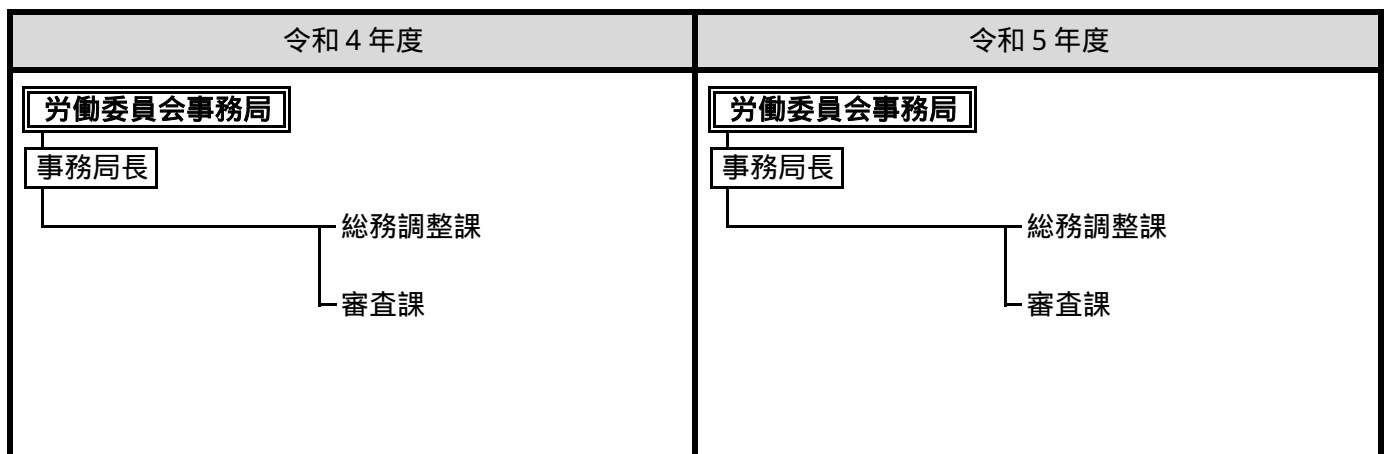 令和４年度
令和５年度
労働委員会事務局
事務局長
総務調整課
審査課
労働委員会事務局
事務局長
総務調整課
審査課